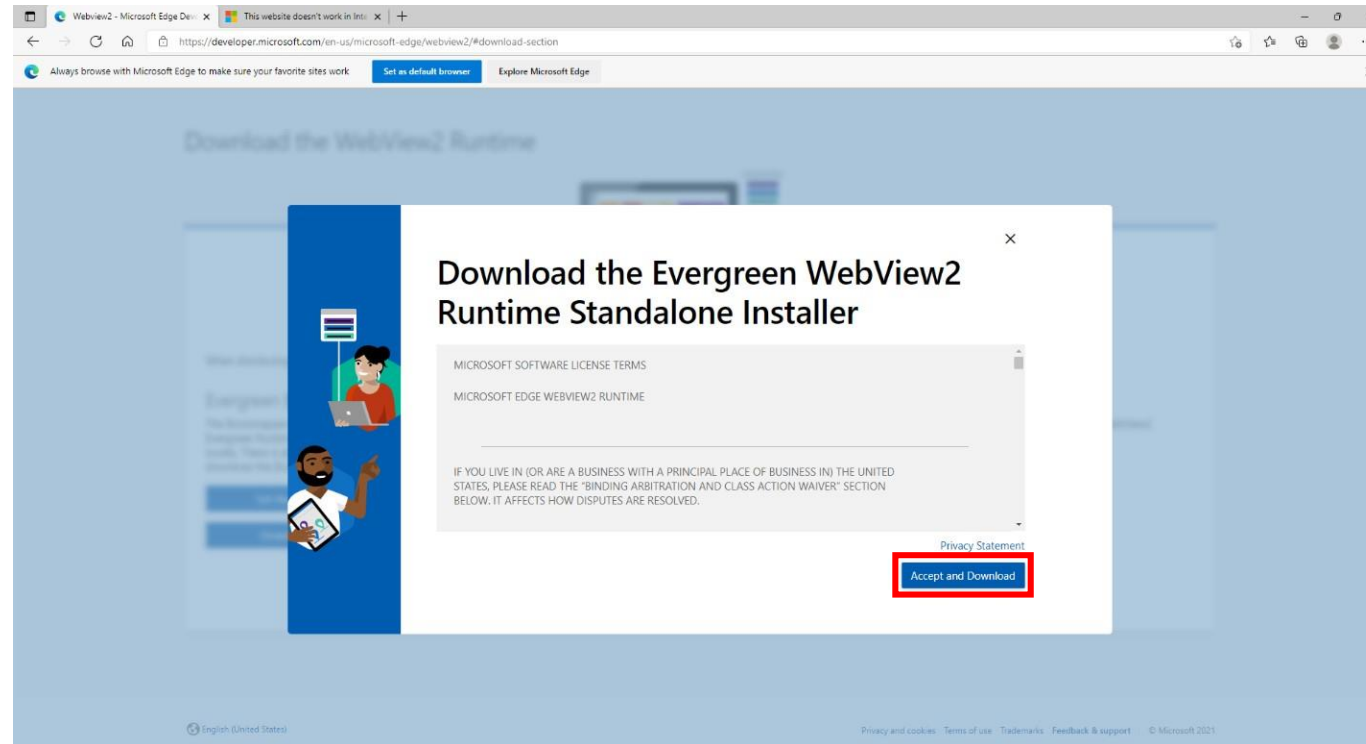 Webview2 - Microsoft Edge Dev
This website doesn't work in Inte
https://developer.microsoft.com/en-us/microsoft-edge/webview2/#download-section
Always browse with Microsoft Edge to make sure your favorite sites work Set as default browser Explore Microsoft Edge
Download the WebView2 Runtime
Download the Evergreen WebView2
Runtime Standalone Installer
MICROSOFT SOFTWARE LICENSE TERMS
MICROSOFT EDGE WEBVIEW2 RUNTIME
IF YOU LIVE IN (OR ARE A BUSINESS WITH A PRINCIPAL PLACE OF BUSINESS IN) THE UNITED
STATES, PLEASE READ THE "BINDING ARBITRATION AND CLASS ACTION WAIVER" SECTION
BELOW. IT AFFECTS HOW DISPUTES ARE RESOLVED.
Privacy Statement
Accept and Download
Evergreen
English (United States)
Privacy and cookies Terms of use Trademarks Feedback & support © Microsoft 2021